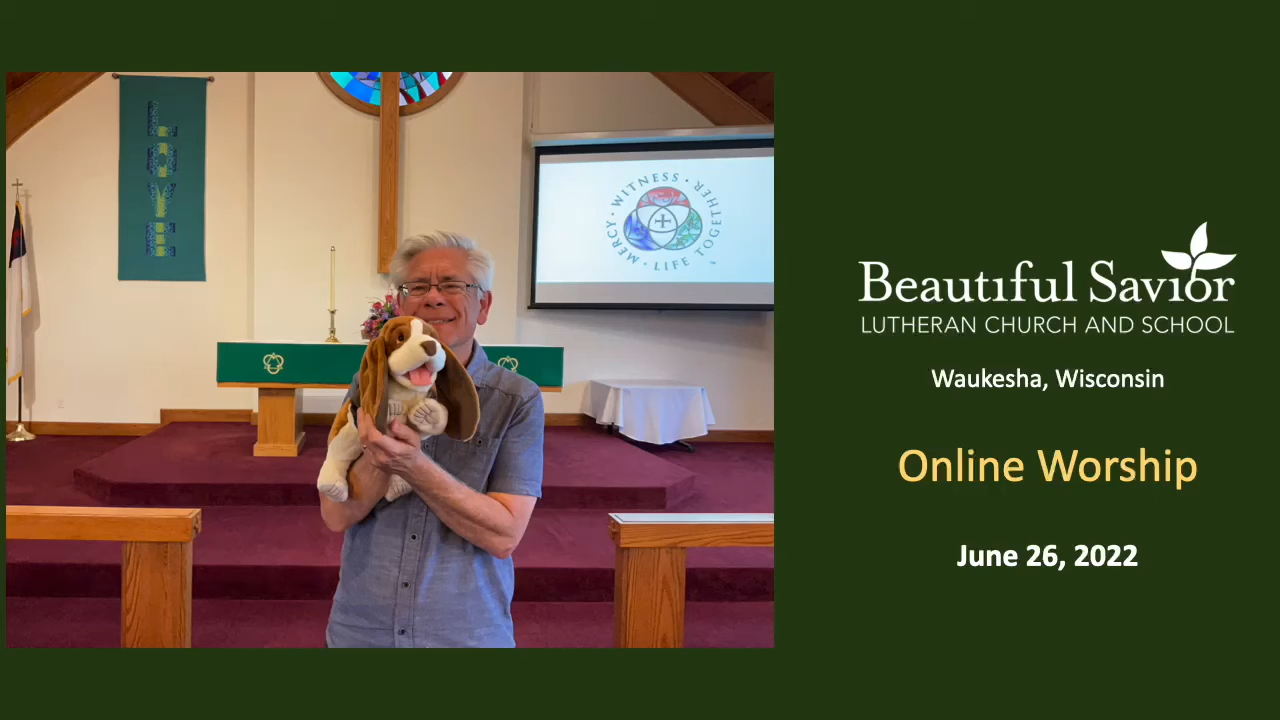 LOVE
WITNESS · MERCY · LIFE TOGETHER
Beautiful Savior
LUTHERAN CHURCH AND SCHOOL
Waukesha, Wisconsin
Online Worship
June 26, 2022